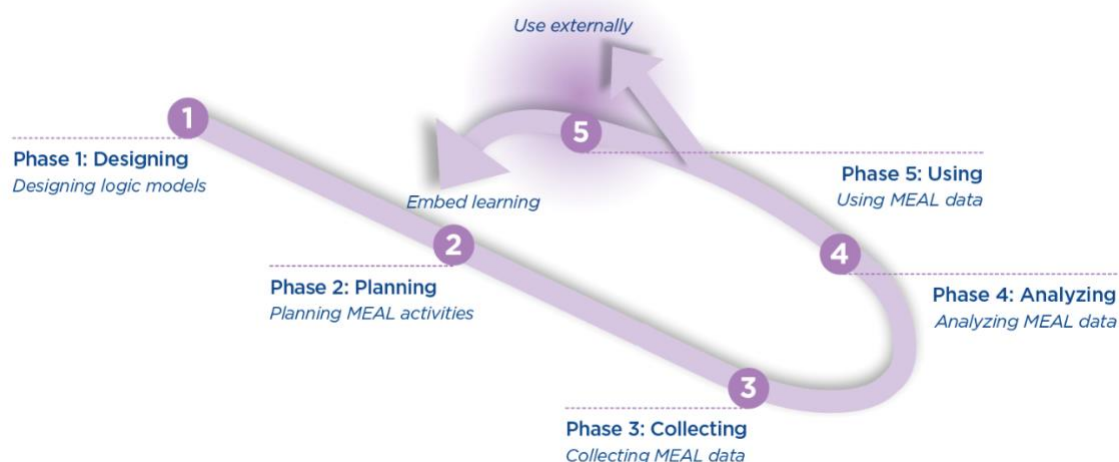 Use externally
1
5
Phase 1: Designing
Designing logic models
Phase 5: Using
Using MEAL data
Embed learning
2
4
Phase 2: Planning
Planning MEAL activities
Phase 4: Analyzing
Analyzing MEAL data
3
Phase 3: Collecting
Collecting MEAL data